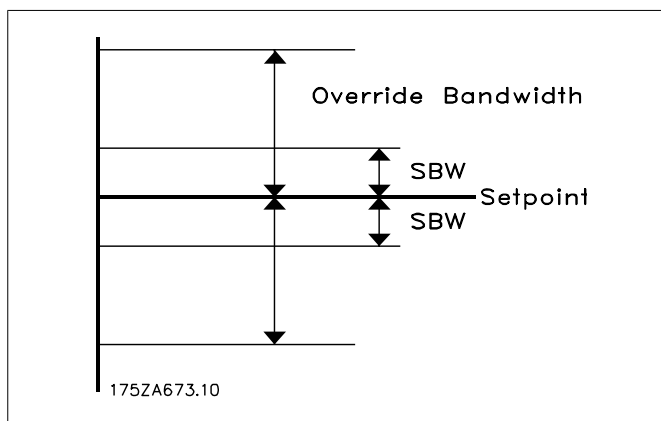 Override Bandwidth
SBW
Setpoint
SBW
175ZA673.10